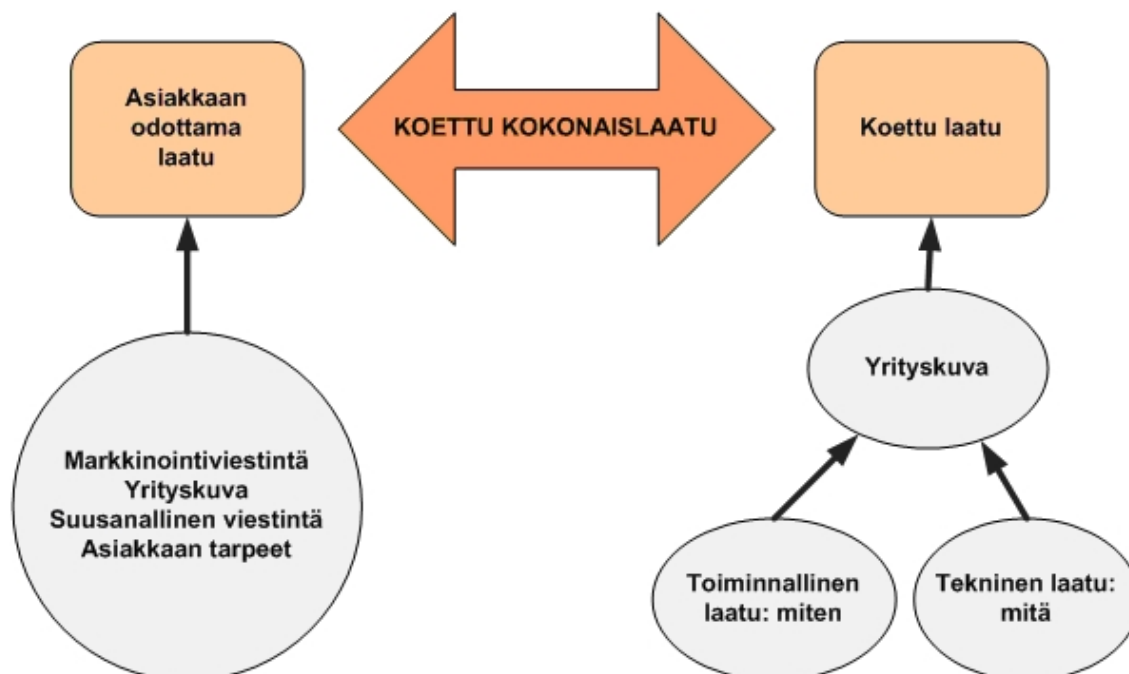 Asiakkaan
odottama
laatu
KOETTU KOKONAISLAATU
Koettu laatu
Yrityskuva
Markkinointiviestintä
Yrityskuva
Suusanallinen viestintä
Asiakkaan tarpeet
Toiminnallinen
laatu: miten
Tekninen laatu:
mitä